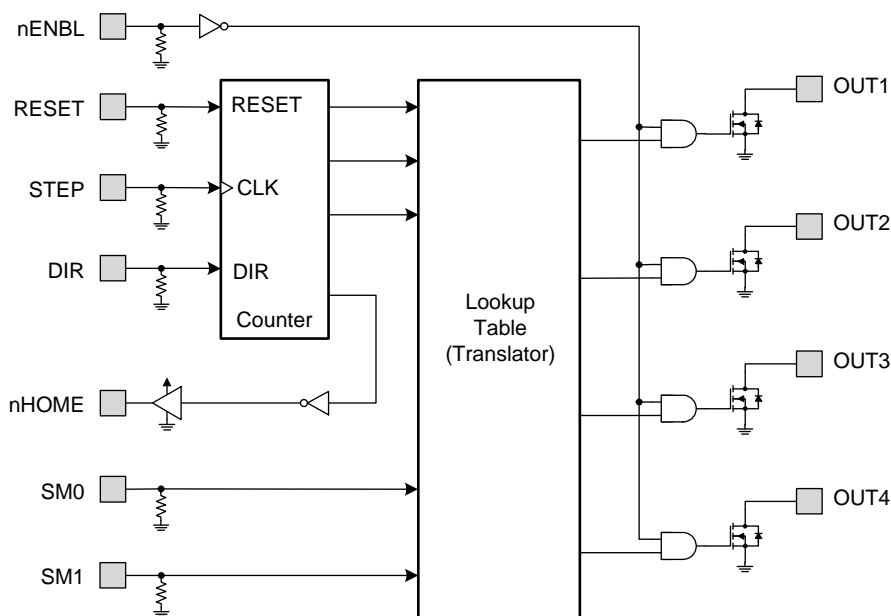 nENBL
RESET
STEP
DIR
nHOME
SM0
SM1
RESET
CLK
DIR
Counter
Lookup
Table
(Translator)
OUT1
OUT2
OUT3
OUT4